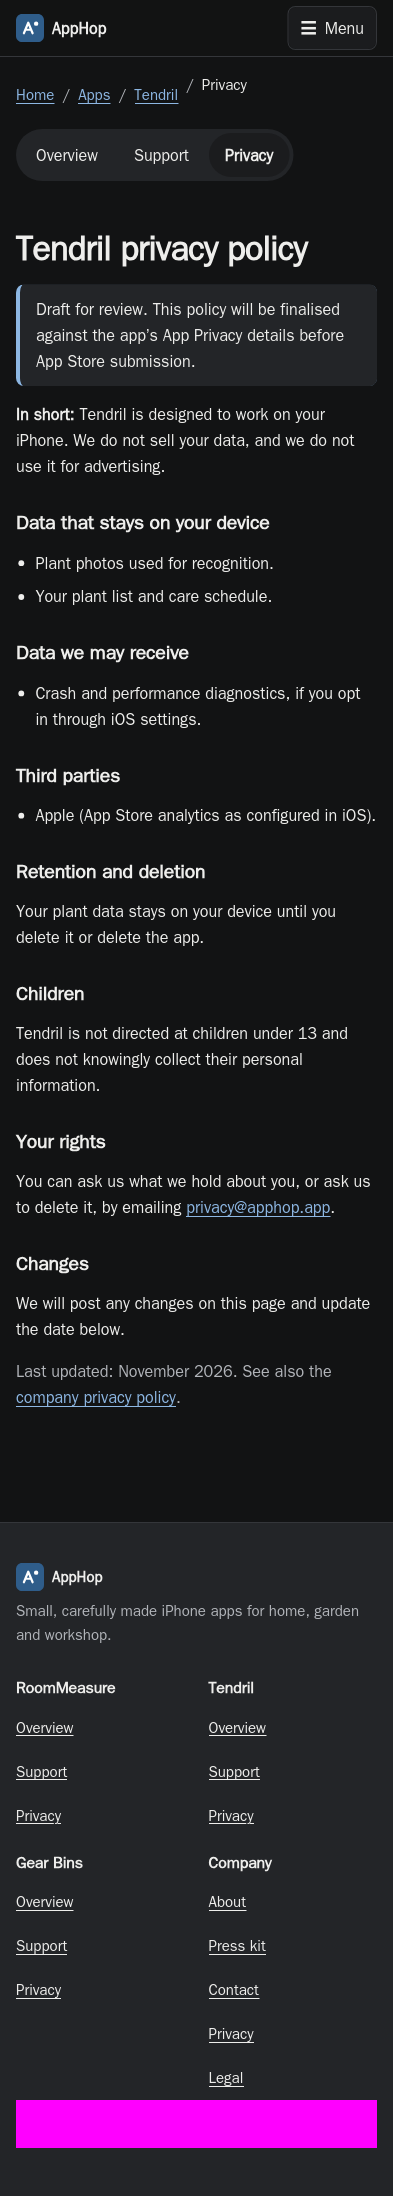 A AppHop
☰ Menu
Home / Apps / Tendril / Privacy
Overview Support Privacy
Tendril privacy policy
Draft for review. This policy will be finalised
against the app's App Privacy details before
App Store submission.
In short: Tendril is designed to work on your
iPhone. We do not sell your data, and we do not
use it for advertising.
Data that stays on your device
• Plant photos used for recognition.
• Your plant list and care schedule.
Data we may receive
• Crash and performance diagnostics, if you opt
in through iOS settings.
Third parties
• Apple (App Store analytics as configured in iOS).
Retention and deletion
Your plant data stays on your device until you
delete it or delete the app.
Children
Tendril is not directed at children under 13 and
does not knowingly collect their personal
information.
Your rights
You can ask us what we hold about you, or ask us
to delete it, by emailing privacy@apphop.app.
Changes
We will post any changes on this page and update
the date below.
Last updated: November 2026. See also the
company privacy policy.
A AppHop
Small, carefully made iPhone apps for home, garden
and workshop.
RoomMeasure
Overview
Support
Privacy
Tendril
Overview
Support
Privacy
Gear Bins
Overview
Support
Privacy
Company
About
Press kit
Contact
Privacy
Legal